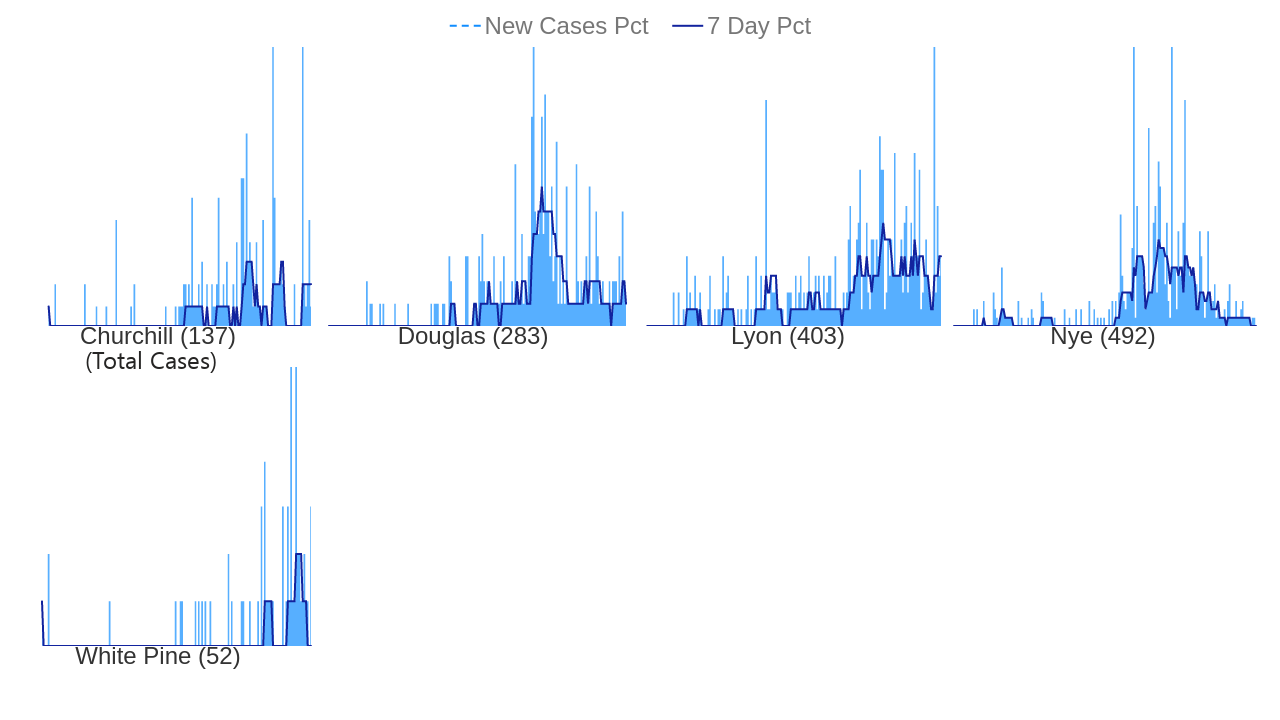 New Cases Pct 7 Day Pct
Churchill (137) Douglas (283) Lyon (403) Nye (492)
(Total Cases)
White Pine (52)